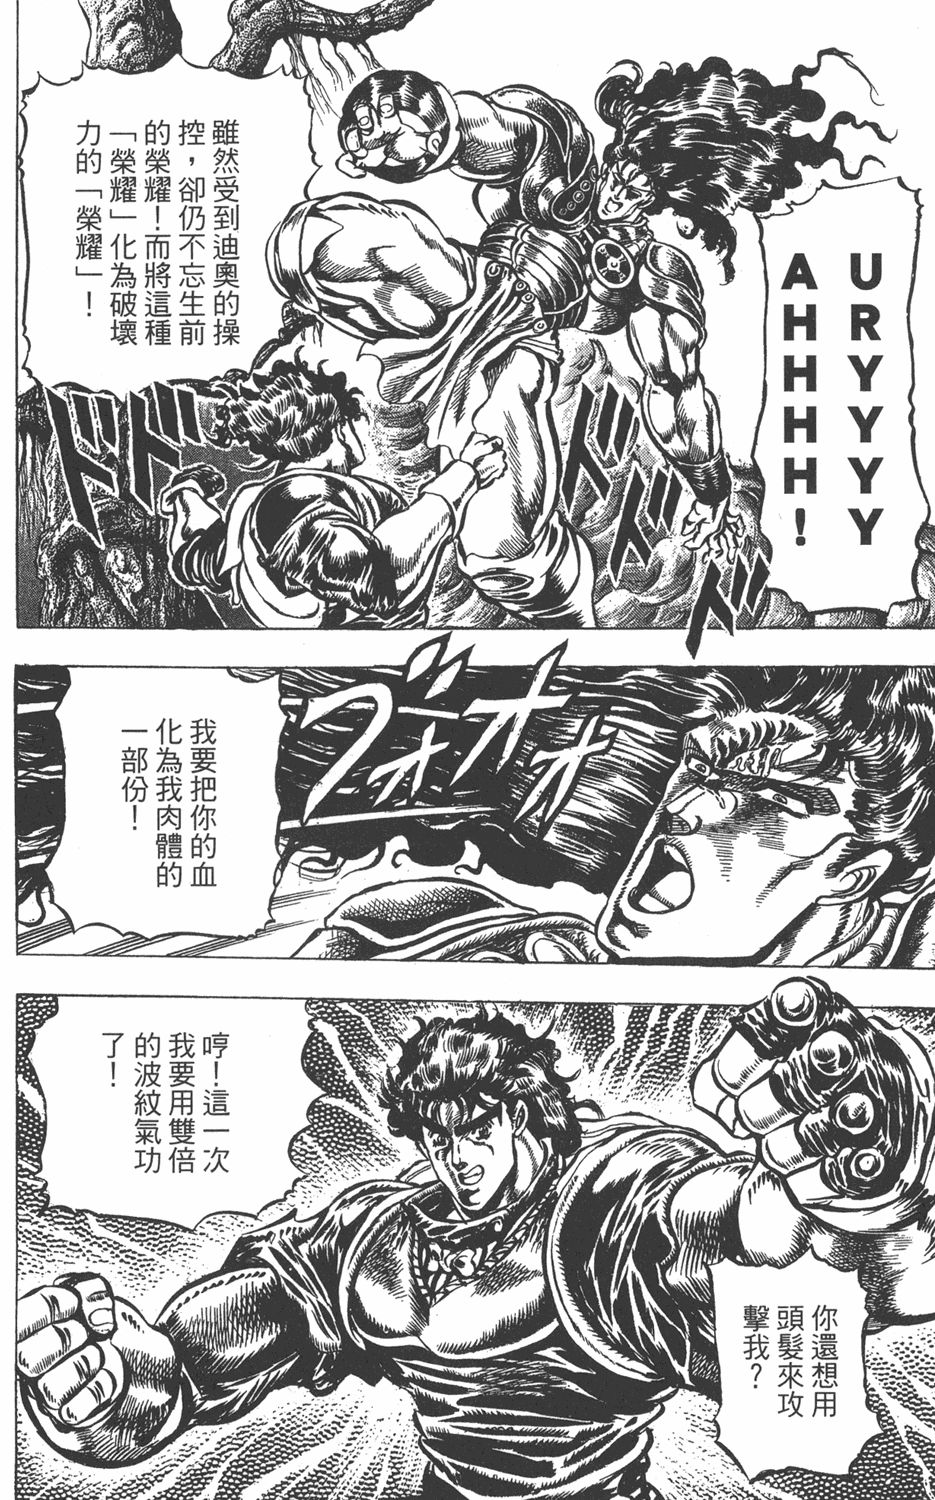 URYYYY
AHHHH!
雖然受到迪奧的操
控，卻仍不忘生前
的榮耀！而將這種
「榮耀」化為破壞
力的「榮耀」！
ドドド
ドド
ド
ブォオォオォ
我要把你的血
化為我肉體的
一部份！
你還想用
頭髮來攻
擊我？
哼！這一次
我要用雙倍
的波紋氣功
了！